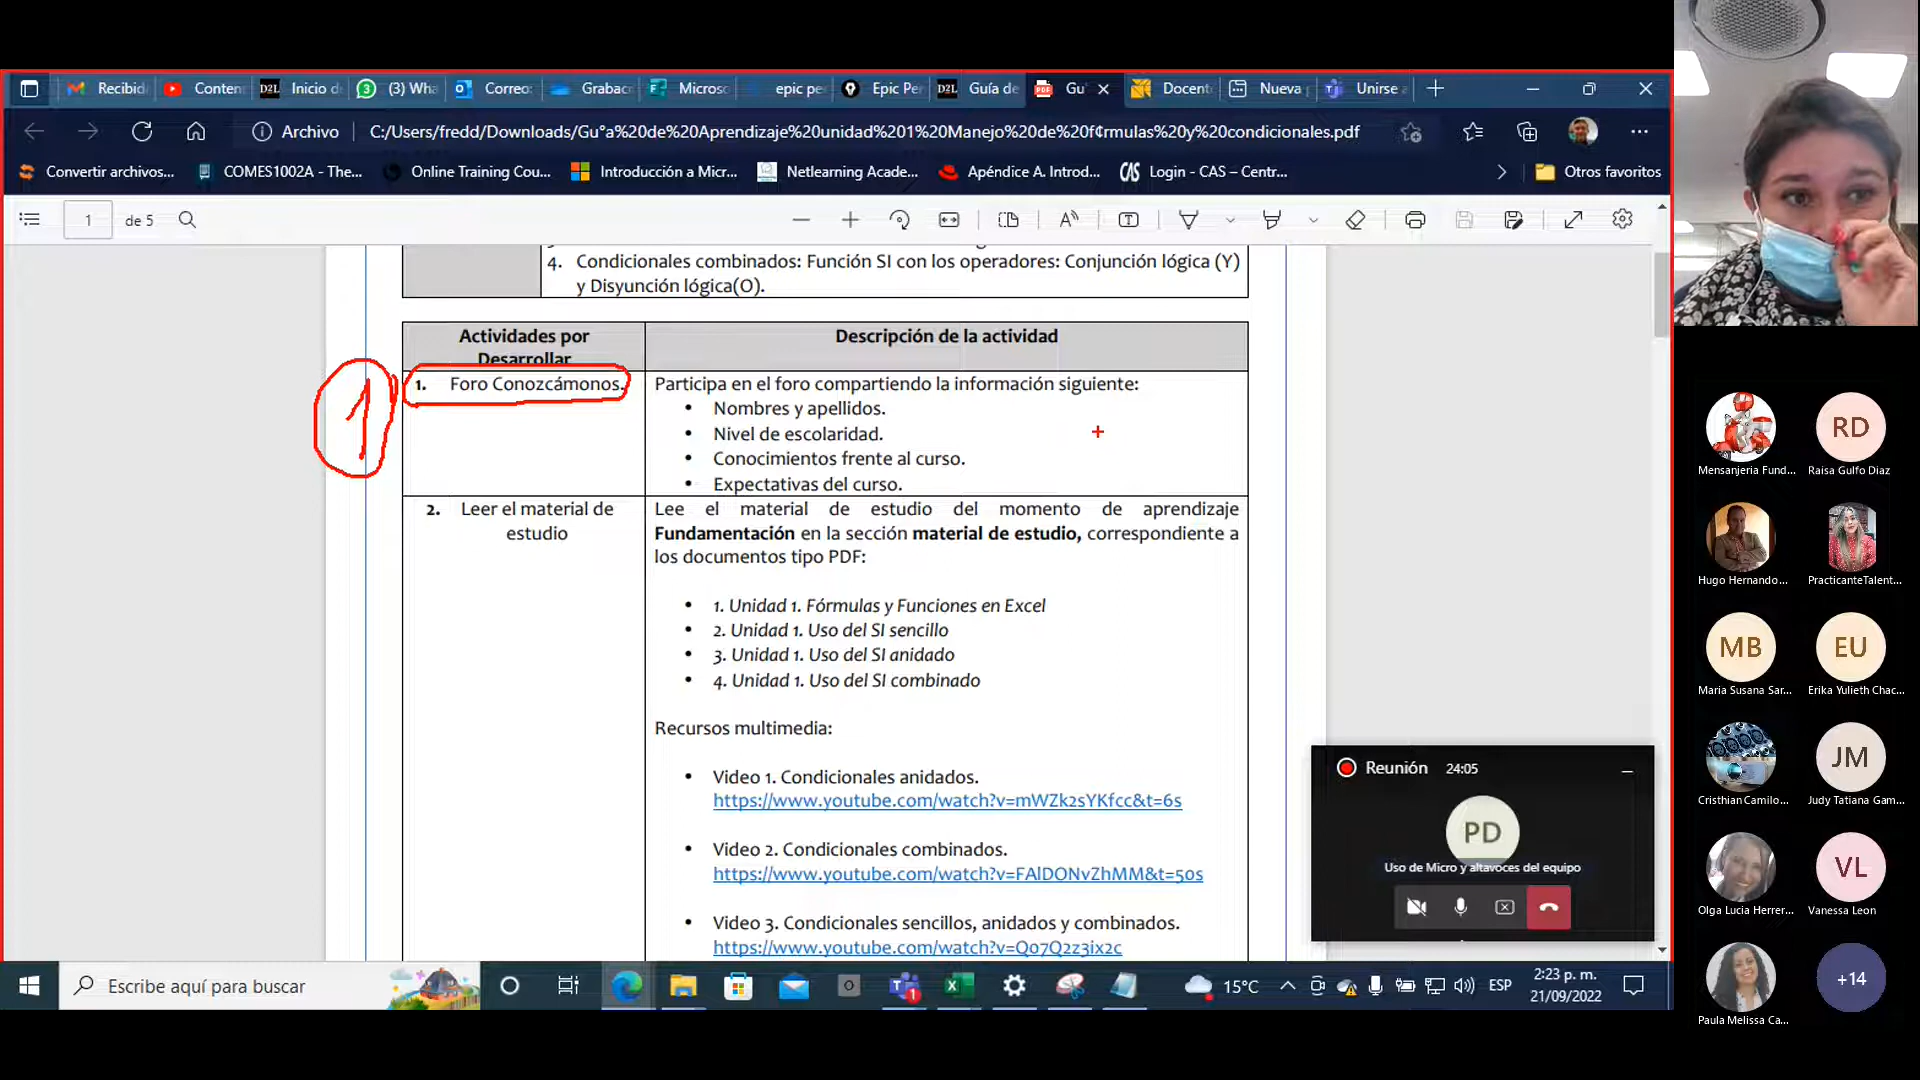 Recibid
Conten
D2L Inicio d
3 (3) Wha
Correo
Grabac
Micros
epic pe
Epic Per
D2L Guía de
PDF Gu
Docent
Nueva
Unirse a
Archivo
C:/Users/fredd/Downloads/Gu°a%20de%20Aprendizaje%20unidad%201%20Manejo%20de%20f¢rmulas%20y%20condicionales.pdf
Convertir archivos...
COMES1002A - The...
Online Training Cou...
Introducción a Micr...
Netlearning Acade...
Apéndice A. Introd...
CAS Login - CAS – Centr...
Otros favoritos
1 de 5
4. Condicionales combinados: Función SI con los operadores: Conjunción lógica (Y)
y Disyunción lógica(O).
Actividades por
Desarrollar
Descripción de la actividad
1
1. Foro Conozcámonos.
Participa en el foro compartiendo la información siguiente:
• Nombres y apellidos.
• Nivel de escolaridad.
• Conocimientos frente al curso.
• Expectativas del curso.
2. Leer el material de
estudio
Lee el material de estudio del momento de aprendizaje
Fundamentación en la sección material de estudio, correspondiente a
los documentos tipo PDF:
• 1. Unidad 1. Fórmulas y Funciones en Excel
• 2. Unidad 1. Uso del SI sencillo
• 3. Unidad 1. Uso del SI anidado
• 4. Unidad 1. Uso del SI combinado
Recursos multimedia:
• Video 1. Condicionales anidados.
https://www.youtube.com/watch?v=mWZk2sYKfcc&t=6s
• Video 2. Condicionales combinados.
https://www.youtube.com/watch?v=FAlDONvZhMM&t=50s
• Video 3. Condicionales sencillos, anidados y combinados.
https://www.youtube.com/watch?v=Q07Q2z3ix2c
Reunión 24:05
PD
Uso de Micro y altavoces del equipo
Escribe aquí para buscar
1
15°C
ESP
2:23 p. m.
21/09/2022
Mensanjeria Fund...
RD
Raisa Gulfo Diaz
Hugo Hernando...
PracticanteTalent...
MB
Maria Susana Sar...
EU
Erika Yulieth Chac...
Cristhian Camilo...
JM
Judy Tatiana Gam...
Olga Lucia Herrer...
VL
Vanessa Leon
Paula Melissa Ca...
+14